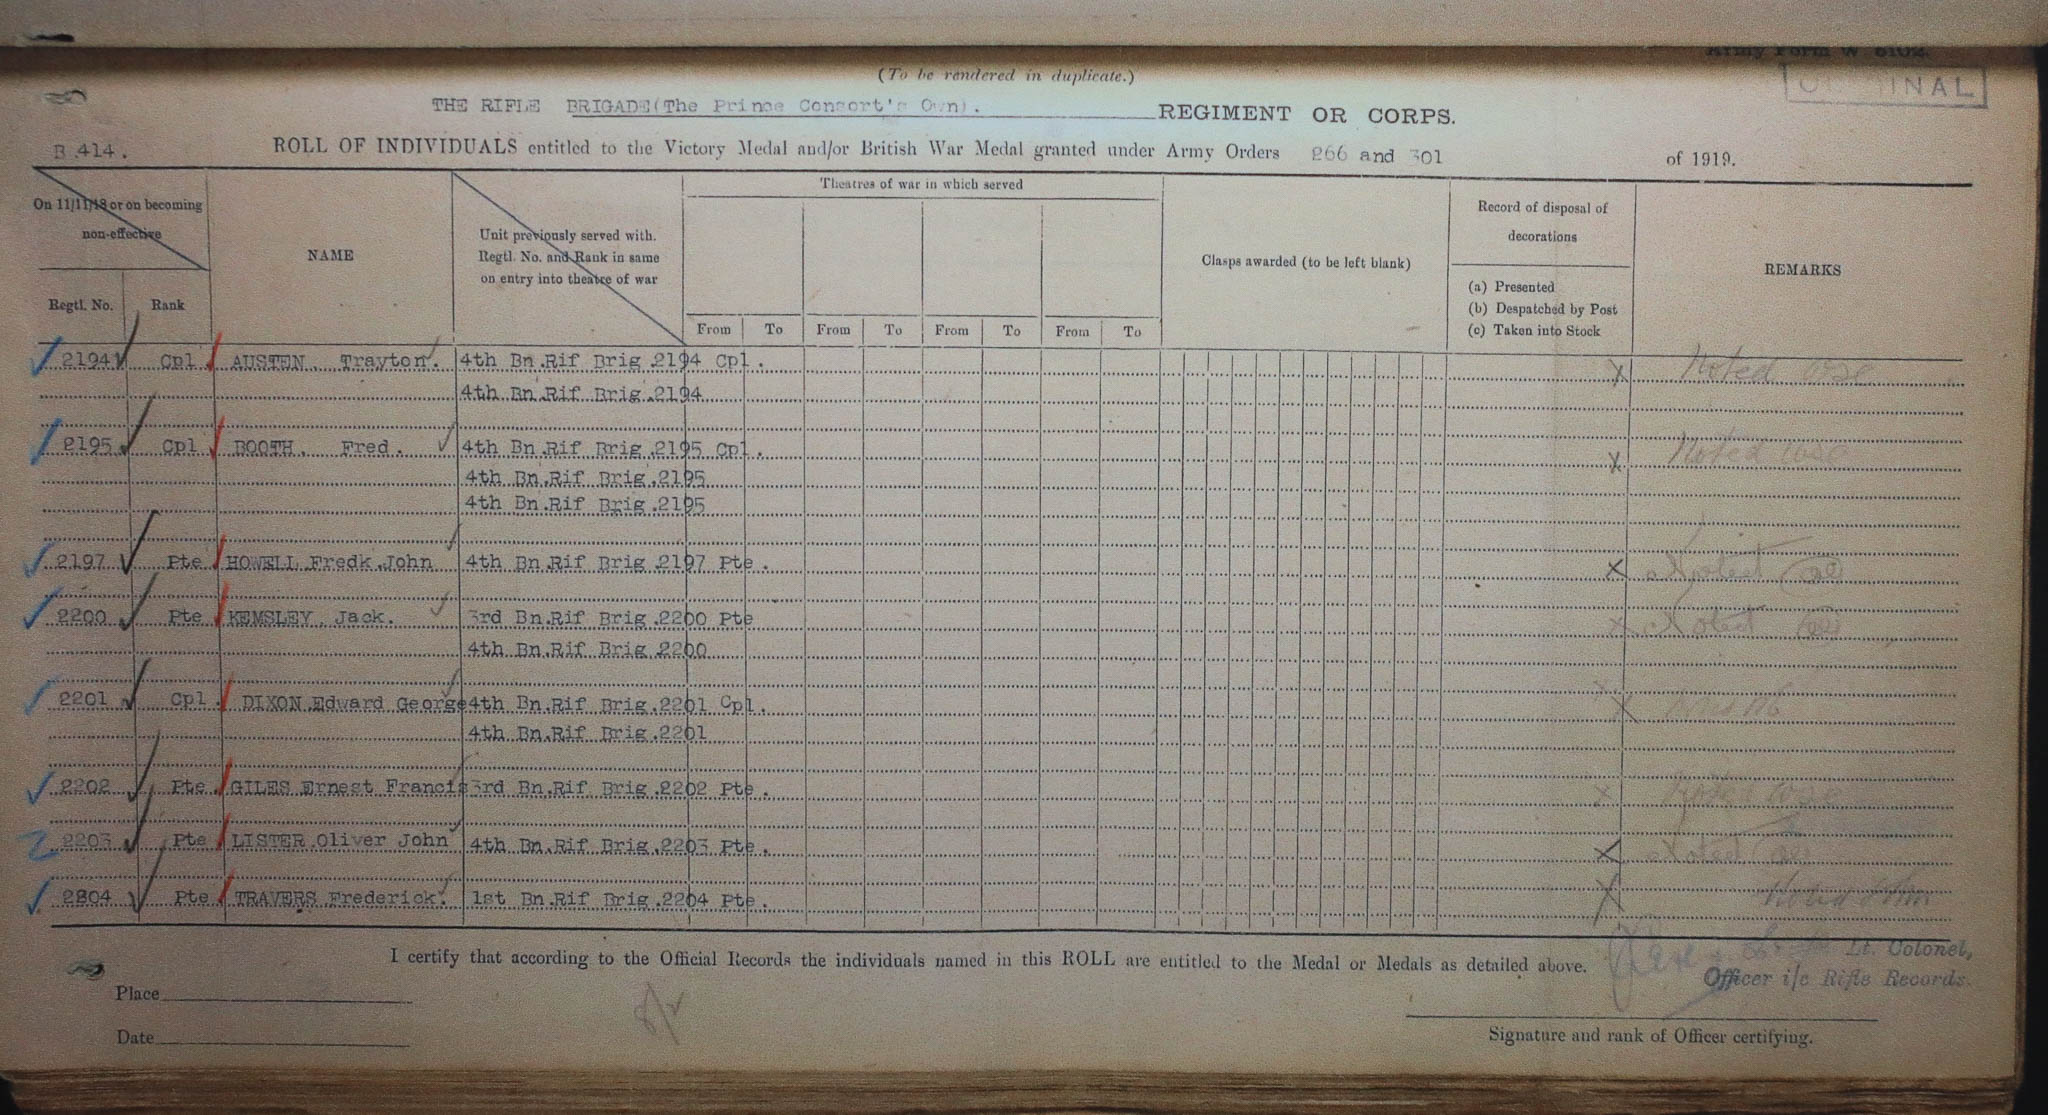 Army Form W 5102.
(To be rendered in duplicate.)
ORIGINAL
THE RIFLE BRIGADE(The Prince Consort's Own). REGIMENT OR CORPS.
B.414.
ROLL OF INDIVIDUALS entitled to the Victory Medal and/or British War Medal granted under Army Orders 266 and 301 of 1919.
On 11/11/18 or on becoming non-effective
Regtl. No. Rank
NAME
Unit previously served with. Regtl. No. and Rank in same on entry into theatre of war
Theatres of war in which served
From To From To From To From To
Clasps awarded (to be left blank)
Record of disposal of decorations
(a) Presented
(b) Despatched by Post
(c) Taken into Stock
REMARKS
2194 Cpl AUSTEN. Trayton. 4th Bn.Rif Brig.2194 Cpl. X Noted
4th Bn.Rif Brig.2194
2195 Cpl BOOTH. Fred. 4th Bn.Rif Brig.2195 Cpl. X Noted
4th Bn.Rif Brig.2195
4th Bn.Rif Brig.2195
2197 Pte HOWELL Fredk John 4th Bn.Rif Brig.2197 Pte. X Noted
2200 Pte KEMSLEY. Jack. 3rd Bn.Rif Brig.2200 Pte X Noted
4th Bn.Rif Brig.2200
2201 Cpl. DIXON Edward George 4th Bn.Rif Brig.2201 Cpl. X
4th Bn.Rif Brig.2201
2202 Pte. GILES Ernest Francis 3rd Bn.Rif Brig.2202 Pte. X Noted
2203 Pte LISTER Oliver John 4th Bn.Rif Brig.2203 Pte. X Noted
2204 Pte TRAVERS Frederick. 1st Bn.Rif Brig.2204 Pte. X
I certify that according to the Official Records the individuals named in this ROLL are entitled to the Medal or Medals as detailed above.
Lt. Colonel,
Officer i/c Rifle Records.
Place
Date
Signature and rank of Officer certifying.